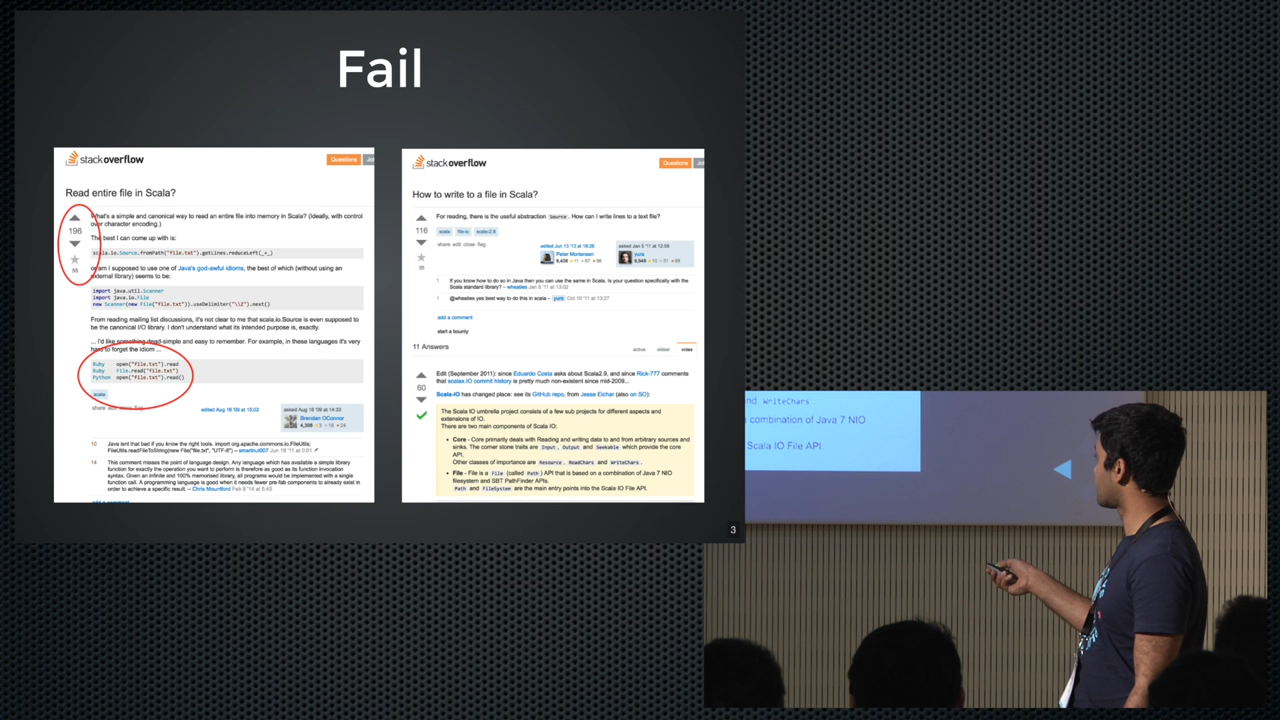 Fail
stackoverflow
Questions
Read entire file in Scala?
196
55
What's a simple and canonical way to read an entire file into memory in Scala? (Ideally, with control
over character encoding.)
The best I can come up with is:
scala.io.Source.fromPath("file.txt").getLines.reduceLeft(_+_)
or am I supposed to use one of Java's god-awful idioms, the best of which (without using an
external library) seems to be:
import java.util.Scanner
import java.io.File
new Scanner(new File("file.txt")).useDelimiter("\\Z").next()
From reading mailing list discussions, it's not clear to me that scala.io.Source is even supposed to
be the canonical I/O library. I don't understand what its intended purpose is, exactly.
... I'd like something dead-simple and easy to remember. For example, in these languages it's very
hard to forget the idiom ...
Ruby open("file.txt").read
Ruby File.read("file.txt")
Python open("file.txt").read()
scala
share edit close flag
edited Aug 16 '09 at 15:02
asked Aug 16 '09 at 14:33
Brendan OConnor
10 Java isnt that bad if you know the right tools. import org.apache.commons.io.FileUtils;
FileUtils.readFileToString(new File("file.txt", "UTF-8") – smartnut007 Jun 16 '11 at 0:01
14 This comment misses the point of language design. Any language which has available a simple library
function for exactly the operation you want to perform is therefore as good as its function invocation
syntax. Given an infinite and 100% memorised library, all programs would be implemented with a single
function call. A programming language is good when it needs fewer pre-fab components to already exist in
order to achieve a specific result. – Chris Mountford Feb 8 '14 at 5:45
stackoverflow
Questions
How to write to a file in Scala?
116
For reading, there is the useful abstraction Source. How can I write lines to a text file?
scala file-io scala-2.8
share edit close flag
edited Jun 13 '13 at 16:28
Peter Mortensen
asked Jan 5 '11 at 12:58
yura
1 If you know how to do so in Java then you can use the same in Scala. Is your question specifically with the
Scala standard library? – wheaties Jan 5 '11 at 13:02
1 @wheaties yes best way to do this in scala – yura Oct 10 '11 at 13:27
add a comment
start a bounty
11 Answers
active oldest votes
60
Edit (September 2011): since Eduardo Costa asks about Scala2.9, and since Rick-777 comments
that scalax.IO commit history is pretty much non-existent since mid-2009...
Scala-IO has changed place: see its GitHub repo, from Jesse Eichar (also on SO):
The Scala IO umbrella project consists of a few sub projects for different aspects and
extensions of IO.
There are two main components of Scala IO:
• Core - Core primarily deals with Reading and writing data to and from arbitrary sources and
sinks. The corner stone traits are Input, Output and Seekable which provide the core
API.
Other classes of importance are Resource, ReadChars and WriteChars.
• File - File is a File (called Path) API that is based on a combination of Java 7 NIO
filesystem and SBT PathFinder APIs.
Path and FileSystem are the main entry points into the Scala IO File API.
3
and WriteChars.
combination of Java 7 NIO
Scala IO File API.